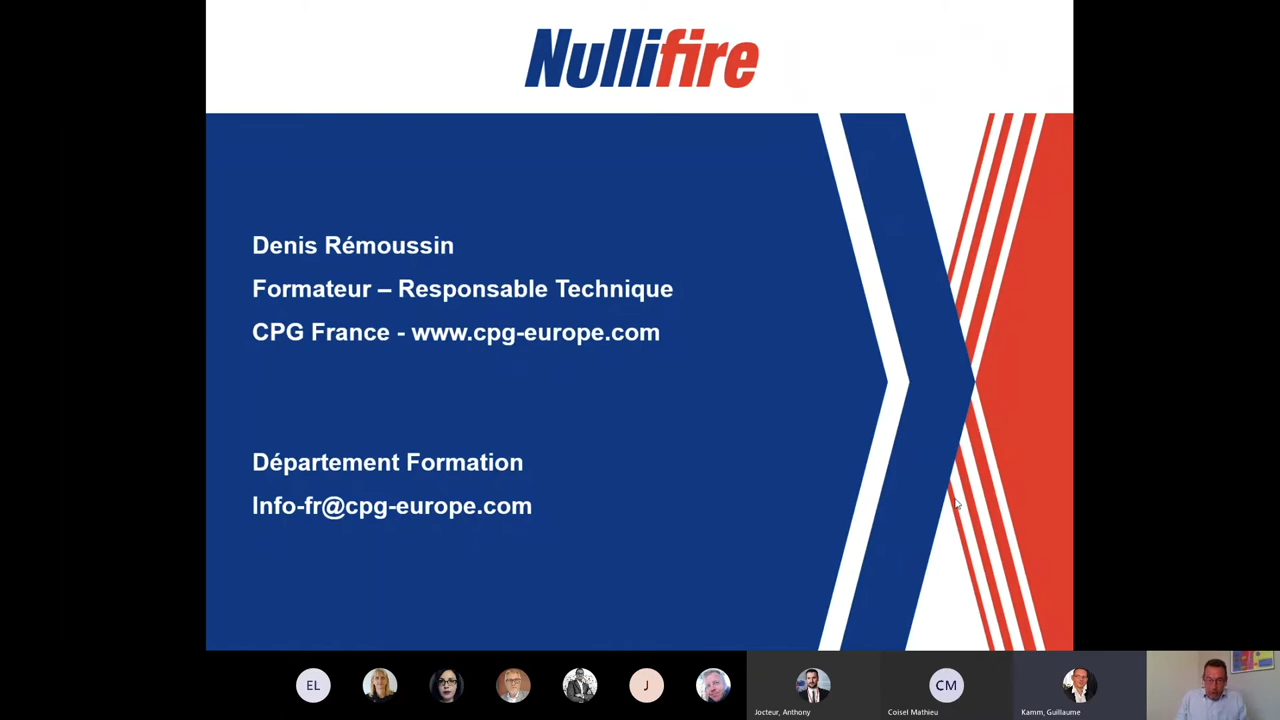 Nullifire
Denis Rémoussin
Formateur – Responsable Technique
CPG France - www.cpg-europe.com
Département Formation
Info-fr@cpg-europe.com
EL
J
CM
Jocteur, Anthony
Coisel Mathieu
Kamm, Guillaume